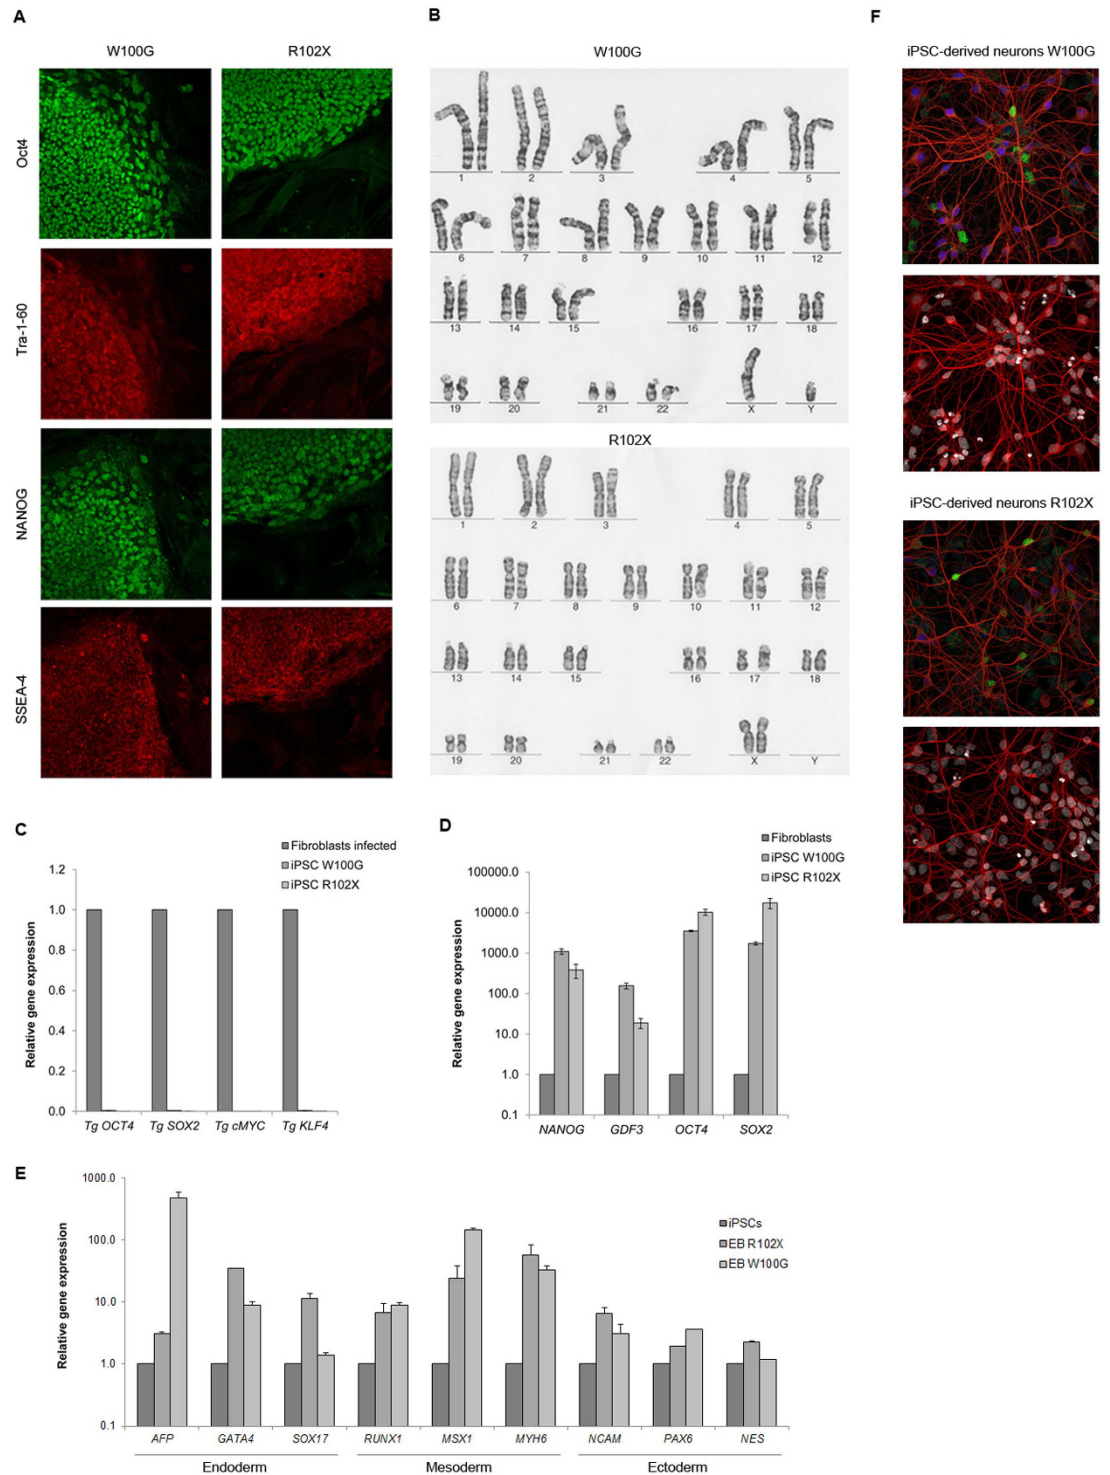 A
W100G
R102X
Oct4
Tra-1-60
NANOG
SSEA-4
B
W100G
1 2 3 4 5
6 7 8 9 10 11 12
13 14 15 16 17 18
19 20 21 22 X Y
R102X
1 2 3 4 5
6 7 8 9 10 11 12
13 14 15 16 17 18
19 20 21 22 X Y
F
iPSC-derived neurons W100G
iPSC-derived neurons R102X
C
Fibroblasts infected
iPSC W100G
iPSC R102X
Relative gene expression
1.2
1.0
0.8
0.6
0.4
0.2
0.0
Tg OCT4 Tg SOX2 Tg cMYC Tg KLF4
D
Fibroblasts
iPSC W100G
iPSC R102X
Relative gene expression
100000.0
10000.0
1000.0
100.0
10.0
1.0
0.1
NANOG GDF3 OCT4 SOX2
E
iPSCs
EB R102X
EB W100G
Relative gene expression
1000.0
100.0
10.0
1.0
0.1
AFP GATA4 SOX17 RUNX1 MSX1 MYH6 NCAM PAX6 NES
Endoderm Mesoderm Ectoderm